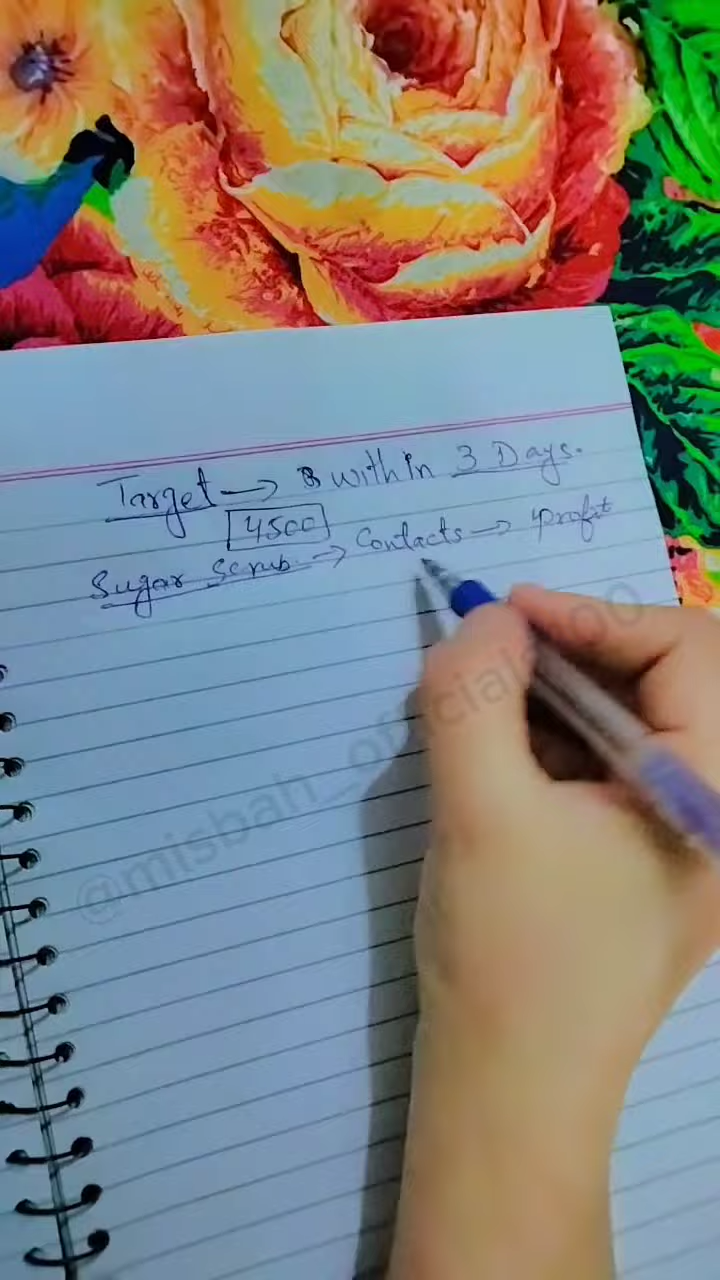 Target → within 3 Days.
4500
Sugar Scrub → Contacts → Profit
@misbah_official